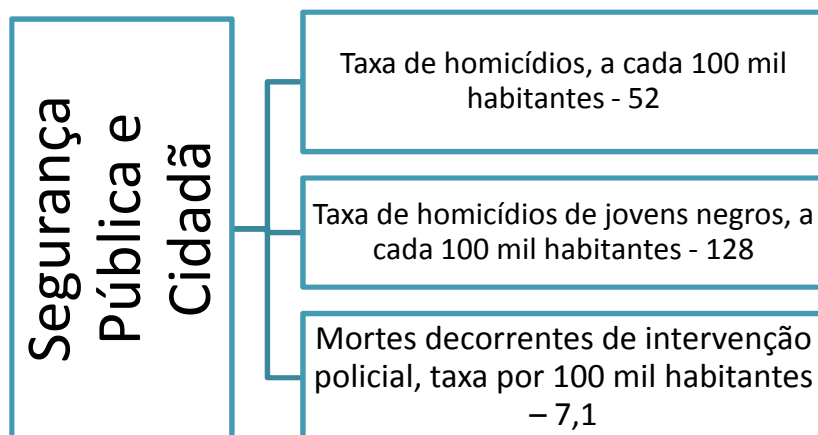 Segurança
Pública e
Cidadã
Taxa de homicídios, a cada 100 mil
habitantes - 52
Taxa de homicídios de jovens negros, a
cada 100 mil habitantes - 128
Mortes decorrentes de intervenção
policial, taxa por 100 mil habitantes
– 7,1